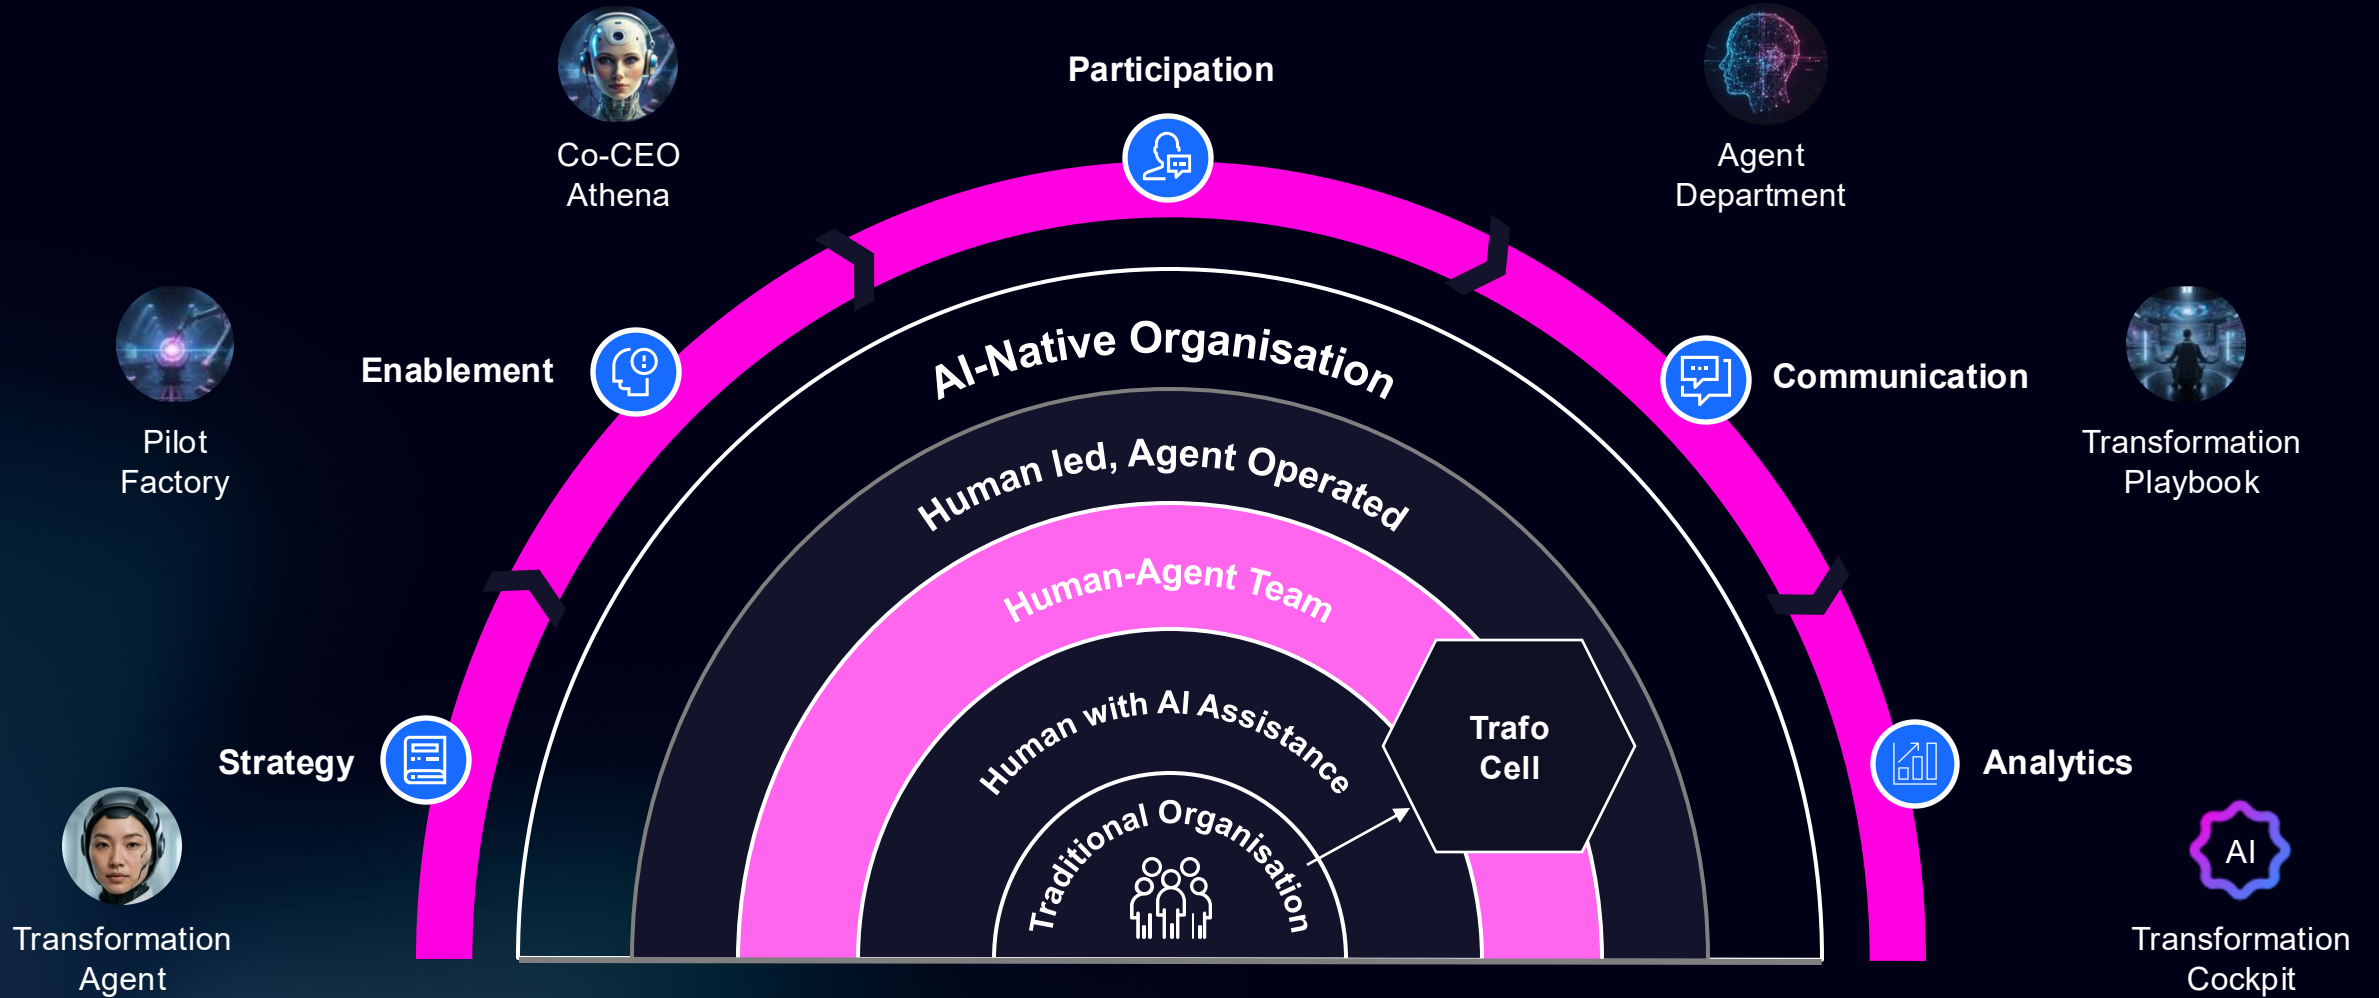 Participation
Co-CEO
Athena
Agent
Department
Enablement
Pilot
Factory
Communication
Transformation
Playbook
AI-Native Organisation
Human led, Agent Operated
Human-Agent Team
Human with AI Assistance
Traditional Organisation
Trafo
Cell
Strategy
Transformation
Agent
Analytics
AI
Transformation
Cockpit